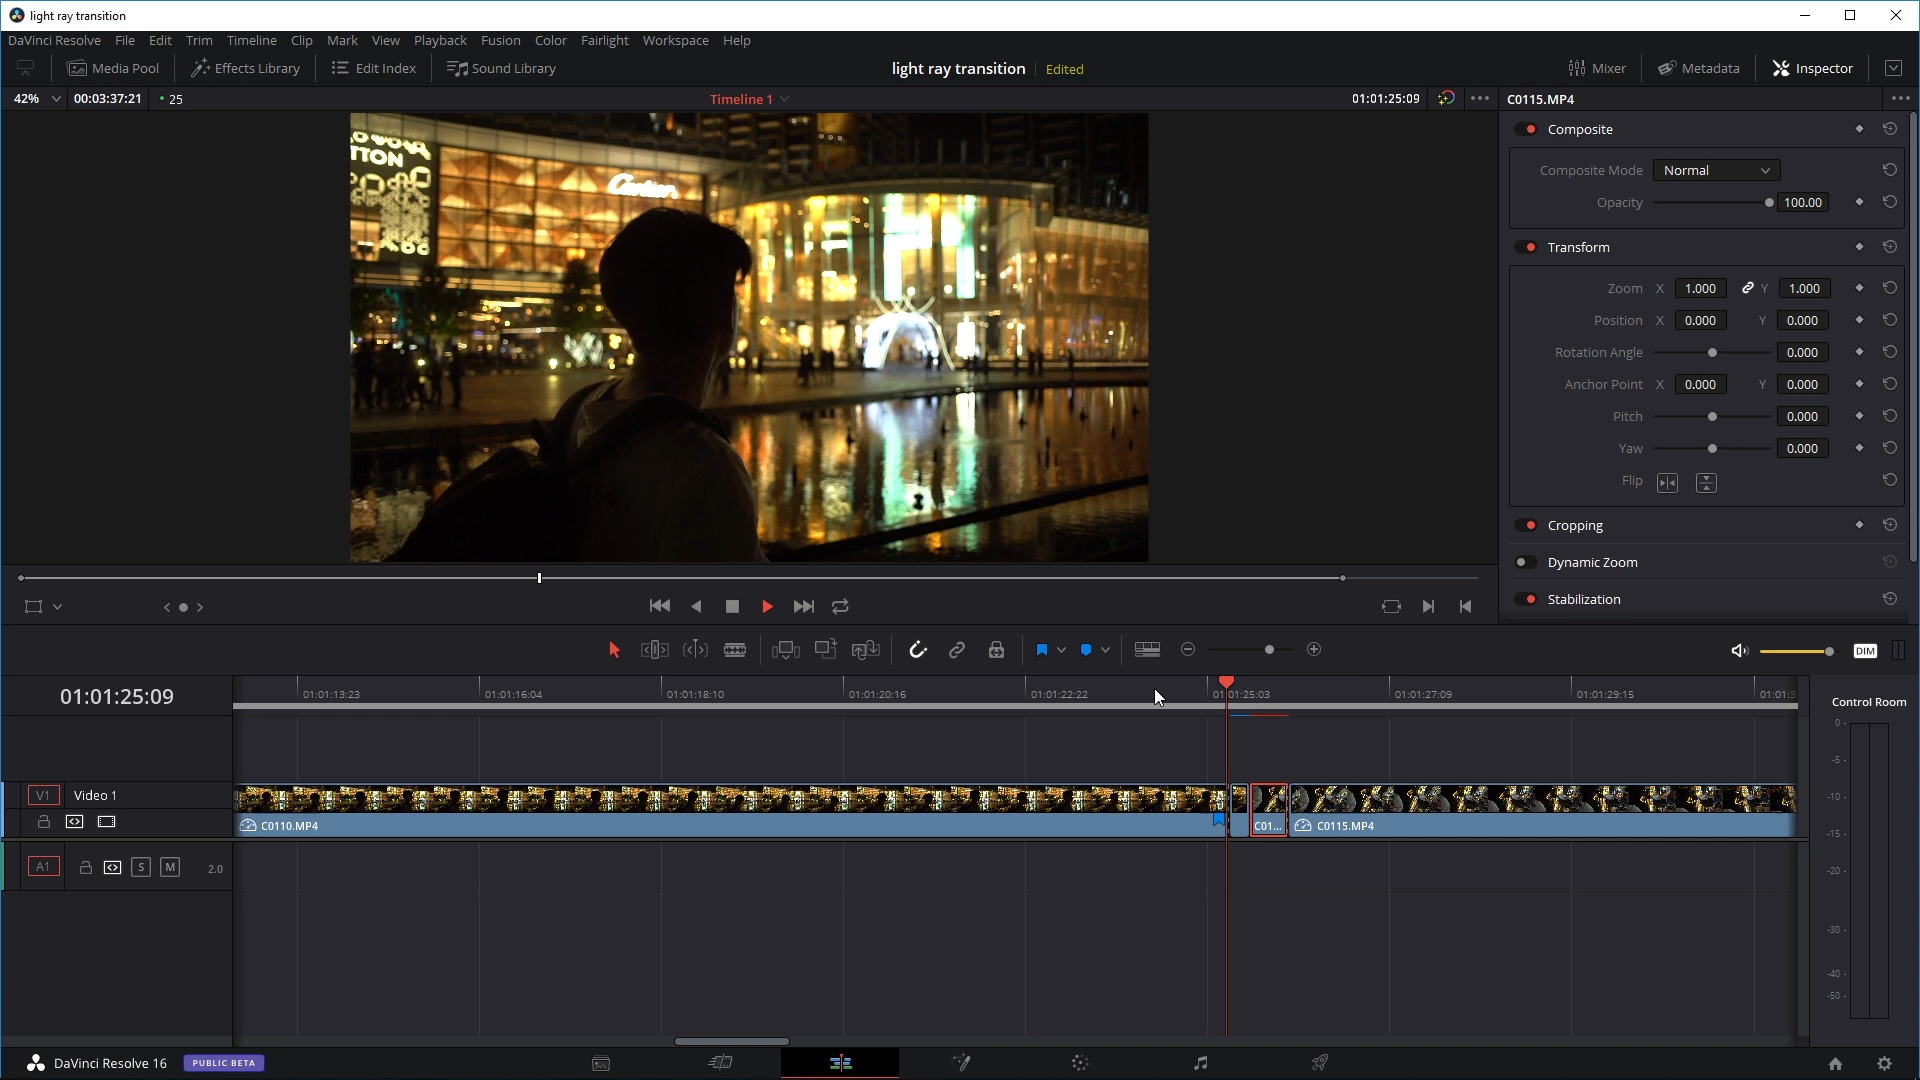 light ray transition
DaVinci Resolve File Edit Trim Timeline Clip Mark View Playback Fusion Color Fairlight Workspace Help
Media Pool Effects Library Edit Index Sound Library light ray transition Edited Mixer Metadata Inspector
42% 00:03:37:21 25 Timeline 1 01:01:25:09 C0115.MP4
Composite
Composite Mode Normal
Opacity 100.00
Transform
Zoom X 1.000 Y 1.000
Position X 0.000 Y 0.000
Rotation Angle 0.000
Anchor Point X 0.000 Y 0.000
Pitch 0.000
Yaw 0.000
Flip
Cropping
Dynamic Zoom
Stabilization
TTON
Cartier
DIM
01:01:25:09
01:01:13:23 01:01:16:04 01:01:18:10 01:01:20:16 01:01:22:22 01:01:25:03 01:01:27:09 01:01:29:15 01:01:3
Control Room
0 -
-5 -
-10 -
-15 -
-20 -
-30 -
-40 -
-50 -
V1 Video 1
C0110.MP4 C01... C0115.MP4
A1 S M 2.0
DaVinci Resolve 16 PUBLIC BETA